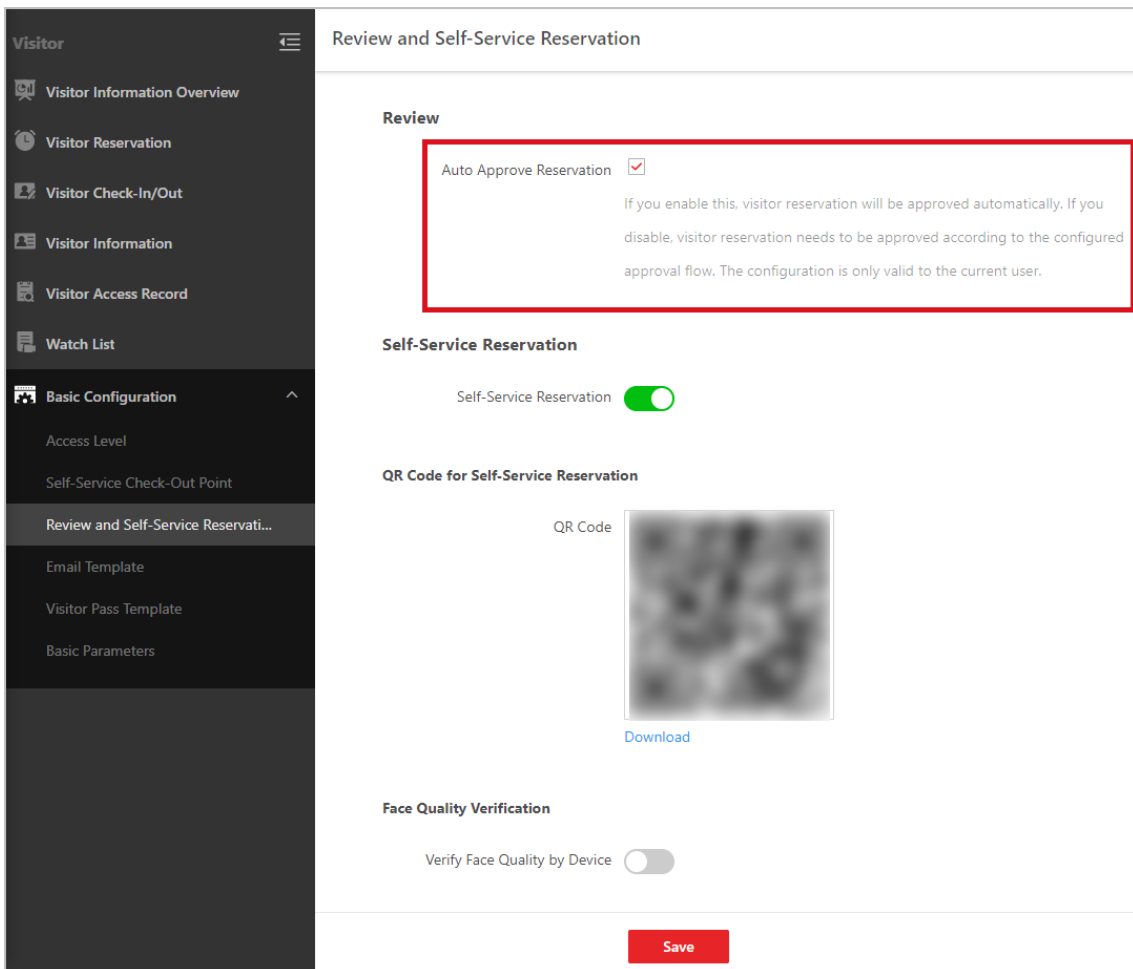 Visitor
Visitor Information Overview
Visitor Reservation
Visitor Check-In/Out
Visitor Information
Visitor Access Record
Watch List
Basic Configuration
Access Level
Self-Service Check-Out Point
Review and Self-Service Reservati...
Email Template
Visitor Pass Template
Basic Parameters
Review and Self-Service Reservation
Review
Auto Approve Reservation
If you enable this, visitor reservation will be approved automatically. If you
disable, visitor reservation needs to be approved according to the configured
approval flow. The configuration is only valid to the current user.
Self-Service Reservation
Self-Service Reservation
QR Code for Self-Service Reservation
QR Code
Download
Face Quality Verification
Verify Face Quality by Device
Save